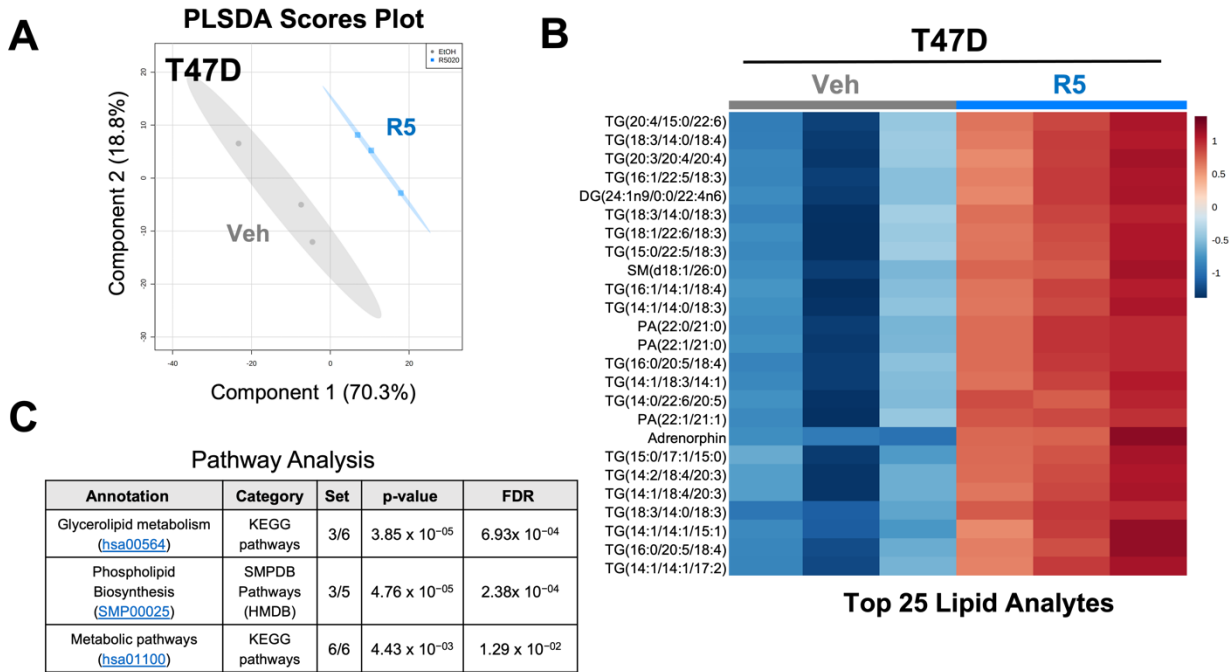 A
PLSDA Scores Plot
EtOH
R5020
T47D
R5
Veh
20
10
0
-10
-20
-30
-40
-20
0
20
Component 2 (18.8%)
Component 1 (70.3%)
B
T47D
Veh
R5
TG(20:4/15:0/22:6)
TG(18:3/14:0/18:4)
TG(20:3/20:4/20:4)
TG(16:1/22:5/18:3)
DG(24:1n9/0:0/22:4n6)
TG(18:3/14:0/18:3)
TG(18:1/22:6/18:3)
TG(15:0/22:5/18:3)
SM(d18:1/26:0)
TG(16:1/14:1/18:4)
TG(14:1/14:0/18:3)
PA(22:0/21:0)
PA(22:1/21:0)
TG(16:0/20:5/18:4)
TG(14:1/18:3/14:1)
TG(14:0/22:6/20:5)
PA(22:1/21:1)
Adrenorphin
TG(15:0/17:1/15:0)
TG(14:2/18:4/20:3)
TG(14:1/18:4/20:3)
TG(18:3/14:0/18:3)
TG(14:1/14:1/15:1)
TG(16:0/20:5/18:4)
TG(14:1/14:1/17:2)
1
0.5
0
-0.5
-1
Top 25 Lipid Analytes
C
Pathway Analysis
Annotation Category Set p-value FDR
Glycerolipid metabolism
(hsa00564)
KEGG
pathways
3/6
3.85 x 10⁻⁰⁵
6.93x 10⁻⁰⁴
Phospholipid
Biosynthesis
(SMP00025)
SMPDB
Pathways
(HMDB)
3/5
4.76 x 10⁻⁰⁵
2.38x 10⁻⁰⁴
Metabolic pathways
(hsa01100)
KEGG
pathways
6/6
4.43 x 10⁻⁰³
1.29 x 10⁻⁰²